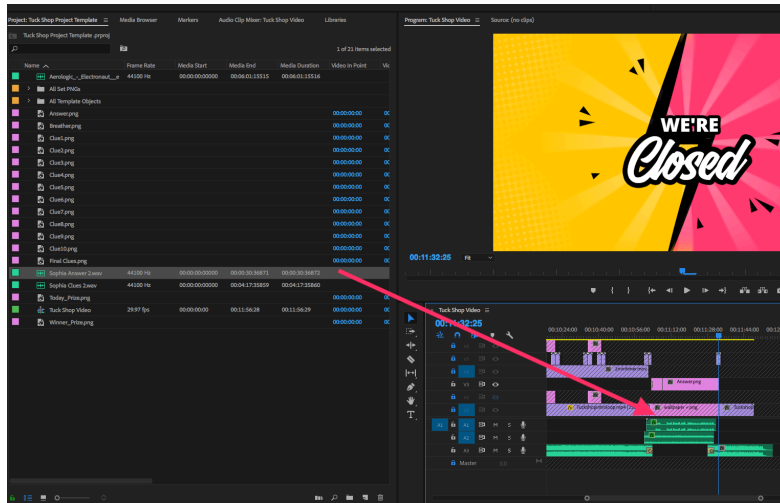 Project: Tuck Shop Project Template
Media Browser
Markers
Audio Clip Mixer: Tuck Shop Video
Libraries
Tuck Shop Project Template .prproj
1 of 21 Items selected
Name Frame Rate Media Start Media End Media Duration Video In Point
Aerologic_-_Electronaut__e 44100 Hz 00:00:00:00000 00:06:01:15515 00:06:01:15516
All Set PNGs
All Template Objects
Answer.png 00:00:00:00
Breather.png 00:00:00:00
Clue1.png 00:00:00:00
Clue2.png 00:00:00:00
Clue3.png 00:00:00:00
Clue4.png 00:00:00:00
Clue5.png 00:00:00:00
Clue6.png 00:00:00:00
Clue7.png 00:00:00:00
Clue8.png 00:00:00:00
Clue9.png 00:00:00:00
Clue10.png 00:00:00:00
Final Clues.png 00:00:00:00
Sophia Answer 2.wav 44100 Hz 00:00:00:00000 00:00:30:36871 00:00:30:36872
Sophia Clues 2.wav 44100 Hz 00:00:00:00000 00:04:17:35859 00:04:17:35860
Today_Prize.png 00:00:00:00
Tuck Shop Video 29.97 fps 00:00:00:00 00:11:56:28 00:11:56:29 00:00:00:00
Winner_Prize.png 00:00:00:00
Program: Tuck Shop Video
Source: (no clips)
WE'RE
Closed
00:11:32:25 Fit
Tuck Shop Video
00:11:32:25
00:10:24:00 00:10:40:00 00:10:56:00 00:11:12:00 00:11:28:00 00:11:44:00
V3
Answer.png
wallpaper
A1 A1 M S
A2 M S
A3 M S
Master